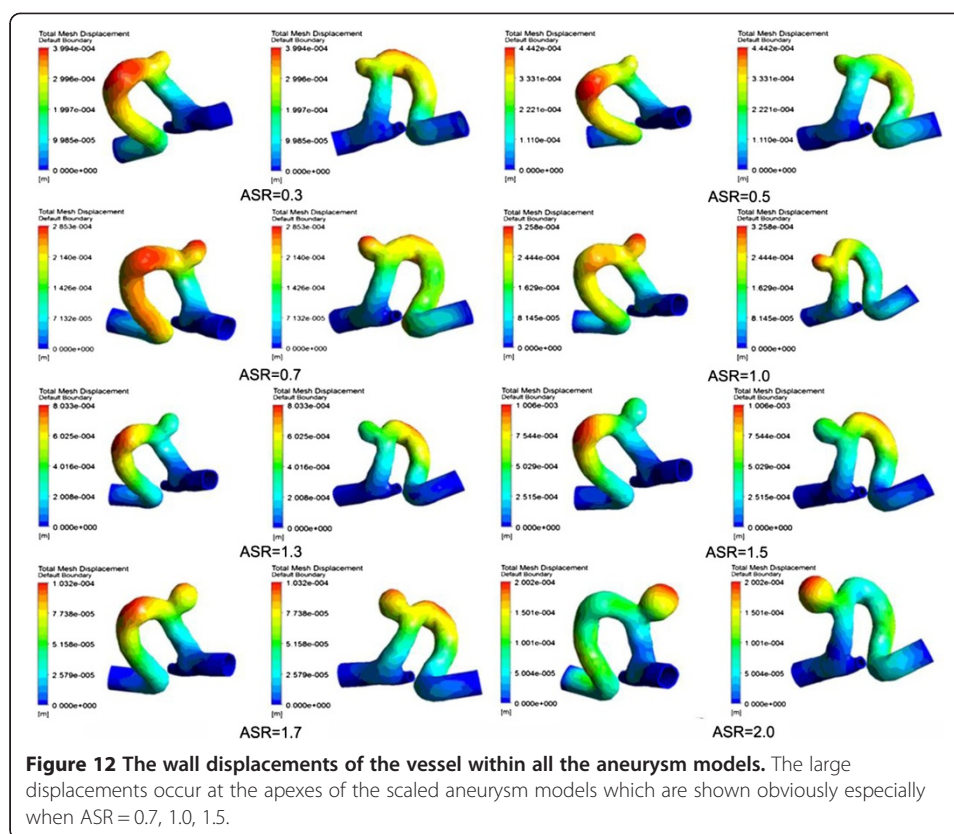 Total Mesh Displacement
Default Boundary
3.994e-004
2.996e-004
1.997e-004
9.985e-005
0.000e+000
[m]
Total Mesh Displacement
Default Boundary
3.994e-004
2.996e-004
1.997e-004
9.985e-005
0.000e+000
[m]
ASR=0.3
Total Mesh Displacement
Default Boundary
4.442e-004
3.331e-004
2.221e-004
1.110e-004
0.000e+000
[m]
Total Mesh Displacement
Default Boundary
4.442e-004
3.331e-004
2.221e-004
1.110e-004
0.000e+000
[m]
ASR=0.5
Total Mesh Displacement
Default Boundary
2.853e-004
2.140e-004
1.426e-004
7.132e-005
0.000e+000
[m]
Total Mesh Displacement
Default Boundary
2.853e-004
2.140e-004
1.426e-004
7.132e-005
0.000e+000
[m]
ASR=0.7
Total Mesh Displacement
Default Boundary
3.258e-004
2.444e-004
1.629e-004
8.145e-005
0.000e+000
[m]
Total Mesh Displacement
Default Boundary
3.258e-004
2.444e-004
1.629e-004
8.145e-005
0.000e+000
[m]
ASR=1.0
Total Mesh Displacement
Default Boundary
8.033e-004
6.025e-004
4.016e-004
2.008e-004
0.000e+000
[m]
Total Mesh Displacement
Default Boundary
8.033e-004
6.025e-004
4.016e-004
2.008e-004
0.000e+000
[m]
ASR=1.3
Total Mesh Displacement
Default Boundary
1.006e-003
7.544e-004
5.029e-004
2.515e-004
0.000e+000
[m]
Total Mesh Displacement
Default Boundary
1.006e-003
7.544e-004
5.029e-004
2.515e-004
0.000e+000
[m]
ASR=1.5
Total Mesh Displacement
Default Boundary
1.032e-004
7.738e-005
5.158e-005
2.579e-005
0.000e+000
[m]
Total Mesh Displacement
Default Boundary
1.032e-004
7.738e-005
5.158e-005
2.579e-005
0.000e+000
[m]
ASR=1.7
Total Mesh Displacement
Default Boundary
2.002e-004
1.501e-004
1.001e-004
5.004e-005
0.000e+000
[m]
Total Mesh Displacement
Default Boundary
2.002e-004
1.501e-004
1.001e-004
5.004e-005
0.000e+000
[m]
ASR=2.0
Figure 12 The wall displacements of the vessel within all the aneurysm models. The large
displacements occur at the apexes of the scaled aneurysm models which are shown obviously especially
when ASR = 0.7, 1.0, 1.5.